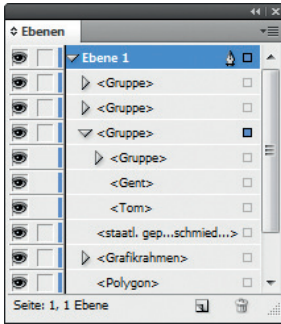 Ebenen
Ebene 1
<Gruppe>
<Gruppe>
<Gruppe>
<Gruppe>
<Gent>
<Tom>
<staatl. gep...schmied...>
<Grafikrahmen>
<Polygon>
Seite: 1, 1 Ebene